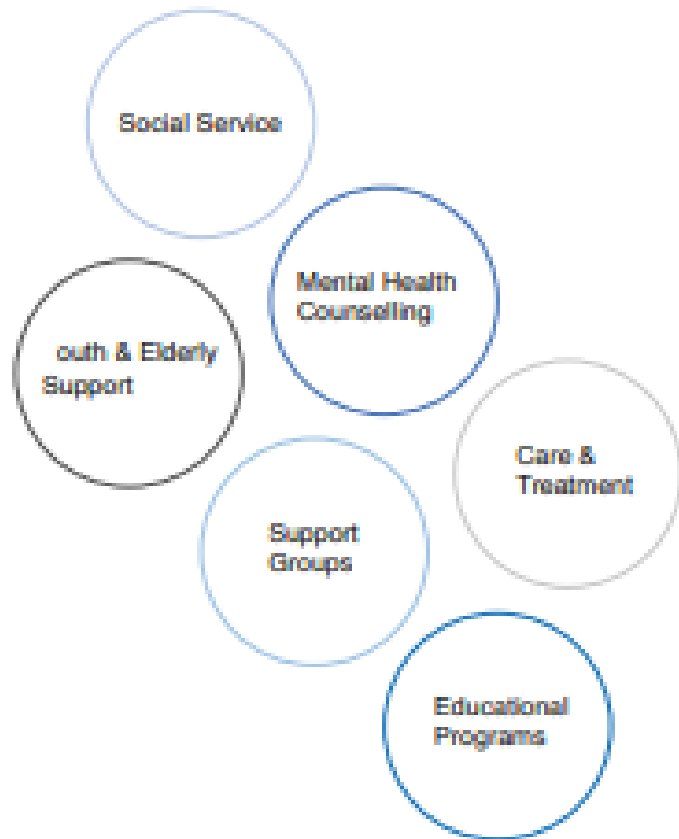 Social Service
Mental Health
Counselling
outh & Elderly
Support
Care &
Treatment
Support
Groups
Educational
Programs